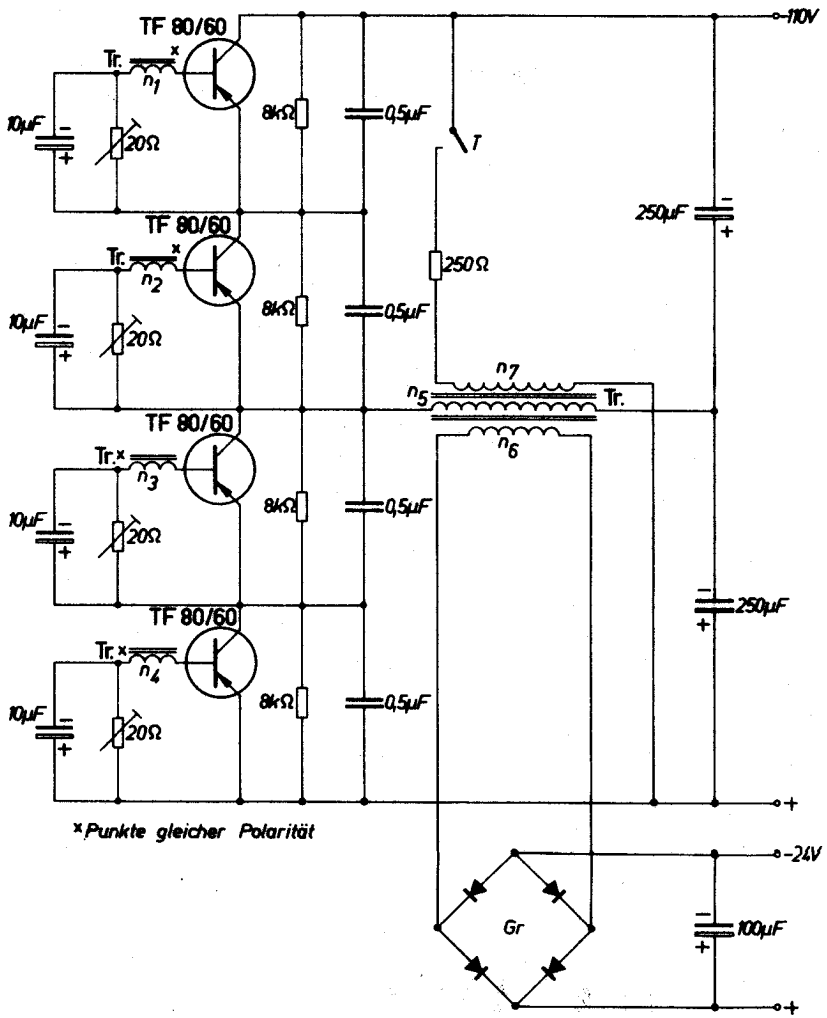 TF 80/60
-110V
Tr.
x
n1
10µF
-
+
20Ω
8kΩ
0,5µF
T
250µF
-
+
TF 80/60
Tr.
x
n2
10µF
-
+
20Ω
8kΩ
0,5µF
250Ω
n7
n5
Tr.
n6
TF 80/60
Tr.x
n3
10µF
-
+
20Ω
8kΩ
0,5µF
250µF
-
+
TF 80/60
Tr.x
n4
10µF
-
+
20Ω
8kΩ
0,5µF
+
x Punkte gleicher Polarität
-24V
Gr
100µF
-
+
+